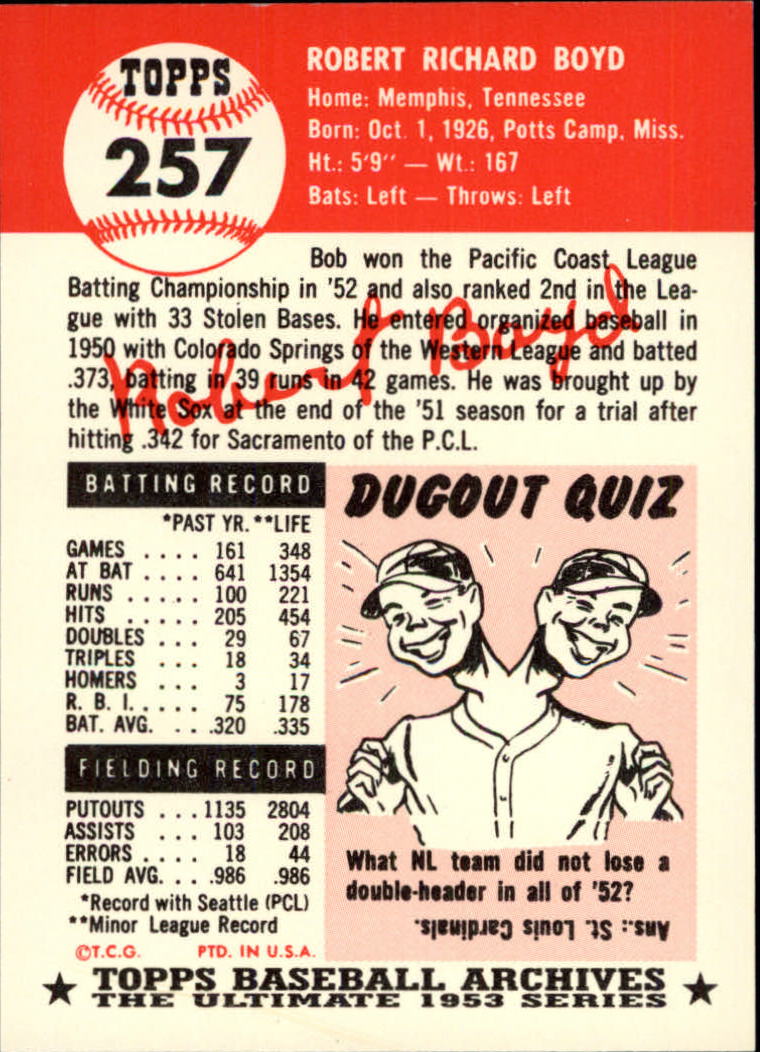 TOPPS
257
ROBERT RICHARD BOYD
Home: Memphis, Tennessee
Born: Oct. 1, 1926, Potts Camp, Miss.
Ht.: 5'9'' — Wt.: 167
Bats: Left — Throws: Left
Bob won the Pacific Coast League
Batting Championship in '52 and also ranked 2nd in the Lea-
gue with 33 Stolen Bases. He entered organized baseball in
1950 with Colorado Springs of the Western League and batted
.373, batting in 39 runs in 42 games. He was brought up by
the White Sox at the end of the '51 season for a trial after
hitting .342 for Sacramento of the P.C.L.
Robert Boyd
BATTING RECORD
*PAST YR. **LIFE
GAMES .... 161 348
AT BAT .... 641 1354
RUNS ..... 100 221
HITS ..... 205 454
DOUBLES ... 29 67
TRIPLES ... 18 34
HOMERS ... 3 17
R. B. I. .... 75 178
BAT. AVG. ... .320 .335
FIELDING RECORD
PUTOUTS ... 1135 2804
ASSISTS ... 103 208
ERRORS .... 18 44
FIELD AVG. ... .986 .986
*Record with Seattle (PCL)
**Minor League Record
©T.C.G. PTD. IN U.S.A.
DUGOUT QUIZ
What NL team did not lose a
double-header in all of '52?
Ans.: St. Louis Cardinals.
★ TOPPS BASEBALL ARCHIVES ★
THE ULTIMATE 1953 SERIES